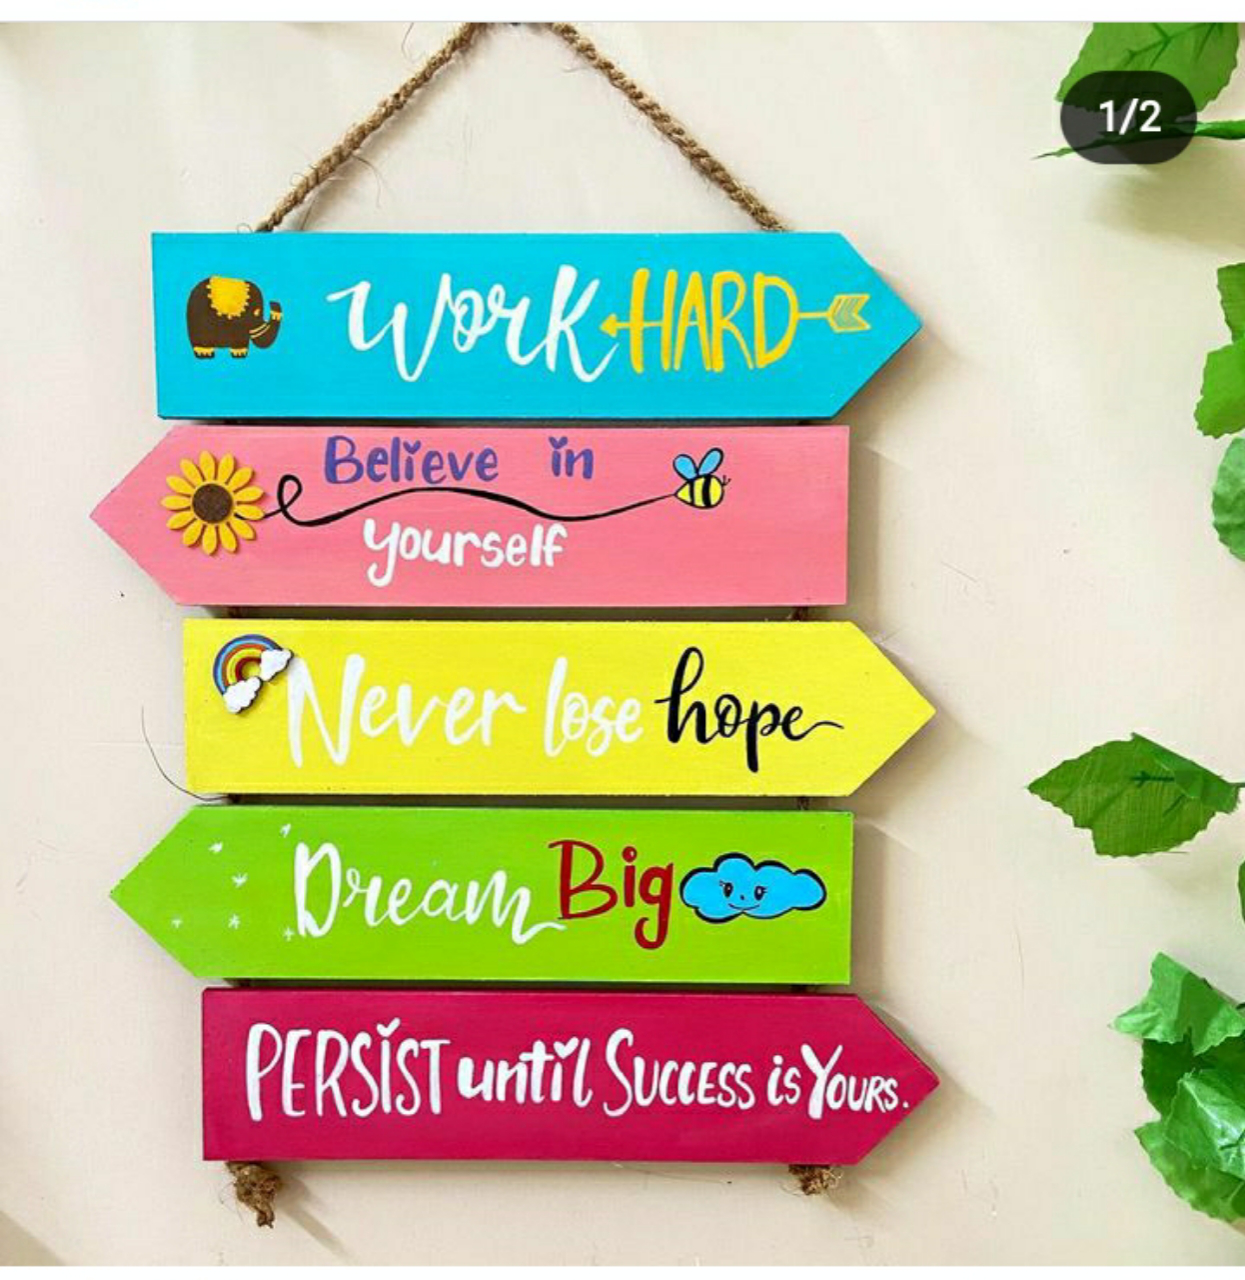 1/2
Work HARD
Believe in
yourself
Never lose hope
Dream Big
PERSIST until SUCCESS is YOURS.